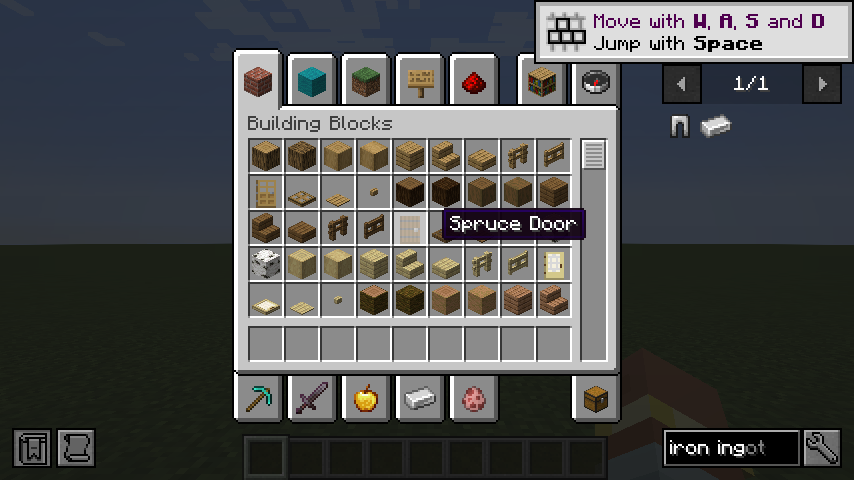 Move with W, A, S and D
Jump with Space
1/1
Building Blocks
Spruce Door
iron ingot